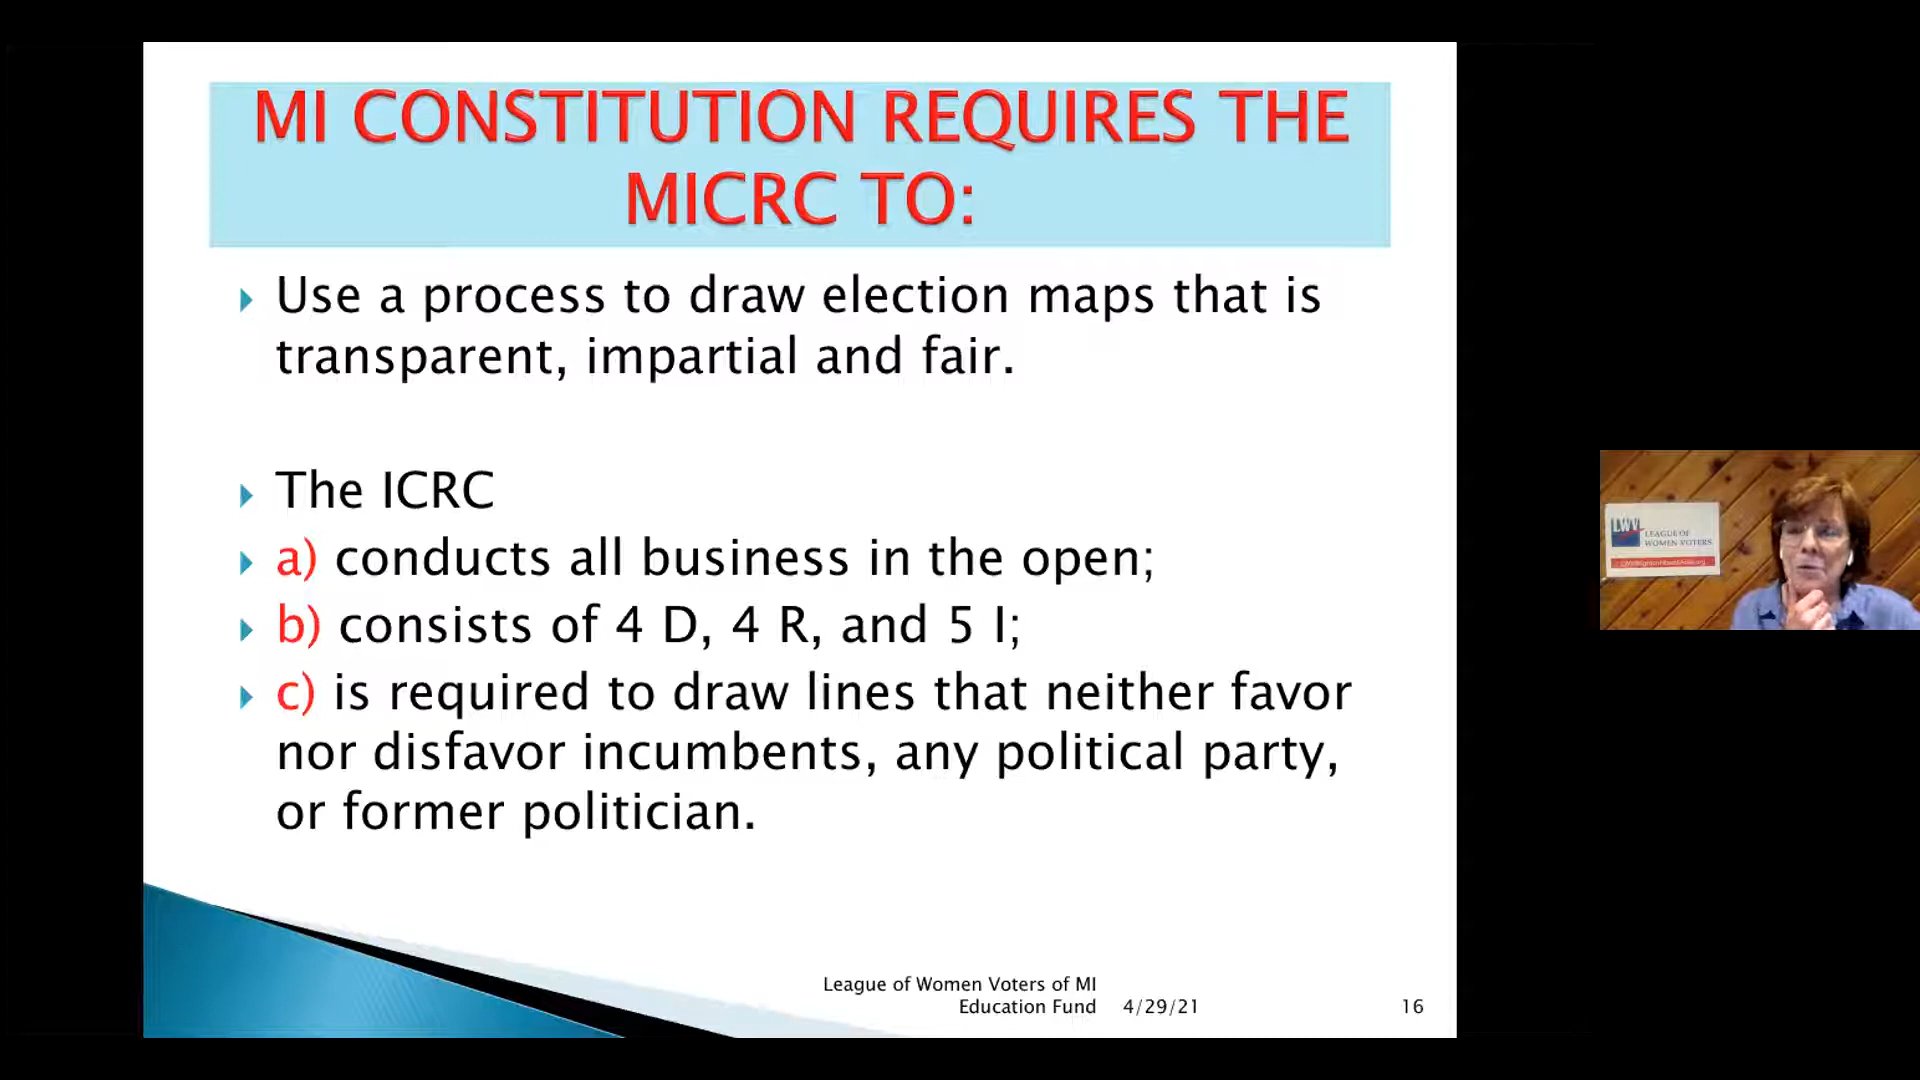 MI CONSTITUTION REQUIRES THE
MICRC TO:
Use a process to draw election maps that is
transparent, impartial and fair.
The ICRC
a) conducts all business in the open;
b) consists of 4 D, 4 R, and 5 I;
c) is required to draw lines that neither favor
nor disfavor incumbents, any political party,
or former politician.
League of Women Voters of MI
Education Fund 4/29/21 16
LWV
LEAGUE OF
WOMEN VOTERS